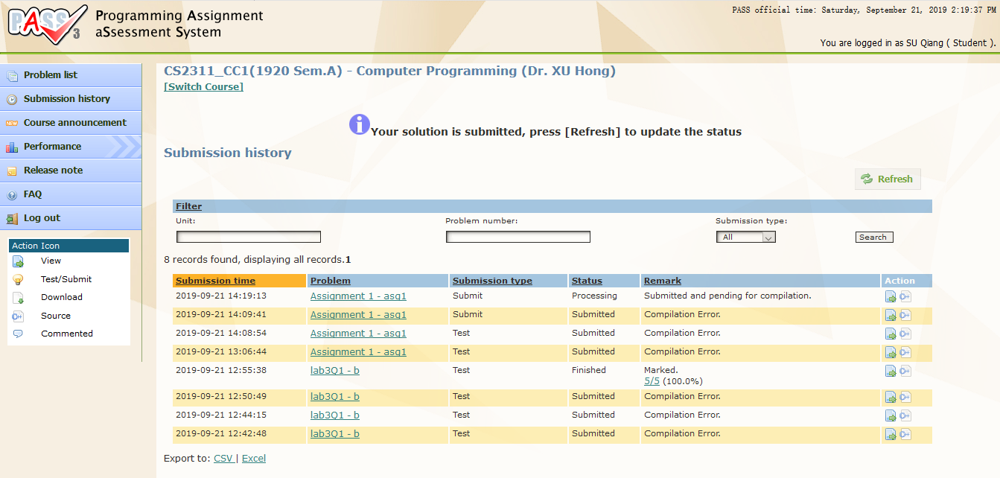 PASS 3
Programming Assignment
aSsessment System
PASS official time: Saturday, September 21, 2019 2:19:37 PM
You are logged in as SU Qiang ( Student ).
Problem list
Submission history
NEW Course announcement
Performance
Release note
FAQ
Log out
Action Icon
View
Test/Submit
Download
Source
Commented
CS2311_CC1(1920 Sem.A) - Computer Programming (Dr. XU Hong)
[Switch Course]
Your solution is submitted, press [Refresh] to update the status
Submission history
Refresh
Filter
Unit: Problem number: Submission type:
All Search
8 records found, displaying all records.1
Submission time Problem Submission type Status Remark Action
2019-09-21 14:19:13 Assignment 1 - asg1 Submit Processing Submitted and pending for compilation.
2019-09-21 14:09:41 Assignment 1 - asg1 Submit Submitted Compilation Error.
2019-09-21 14:08:54 Assignment 1 - asg1 Test Submitted Compilation Error.
2019-09-21 13:06:44 Assignment 1 - asg1 Test Submitted Compilation Error.
2019-09-21 12:55:38 lab3Q1 - b Test Finished Marked.
5/5 (100.0%)
2019-09-21 12:50:49 lab3Q1 - b Test Submitted Compilation Error.
2019-09-21 12:44:15 lab3Q1 - b Test Submitted Compilation Error.
2019-09-21 12:42:48 lab3Q1 - b Test Submitted Compilation Error.
Export to: CSV | Excel